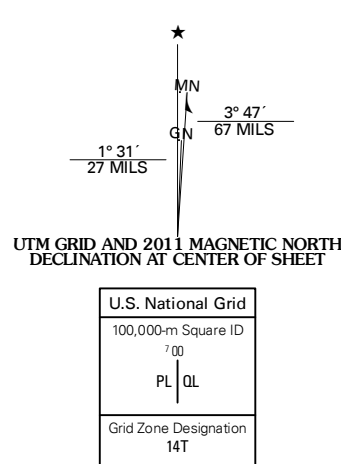 ★
MN
3° 47´
67 MILS
GN
1° 31´
27 MILS
UTM GRID AND 2011 MAGNETIC NORTH
DECLINATION AT CENTER OF SHEET
U.S. National Grid
100,000-m Square ID
7 00
PL QL
Grid Zone Designation
14T